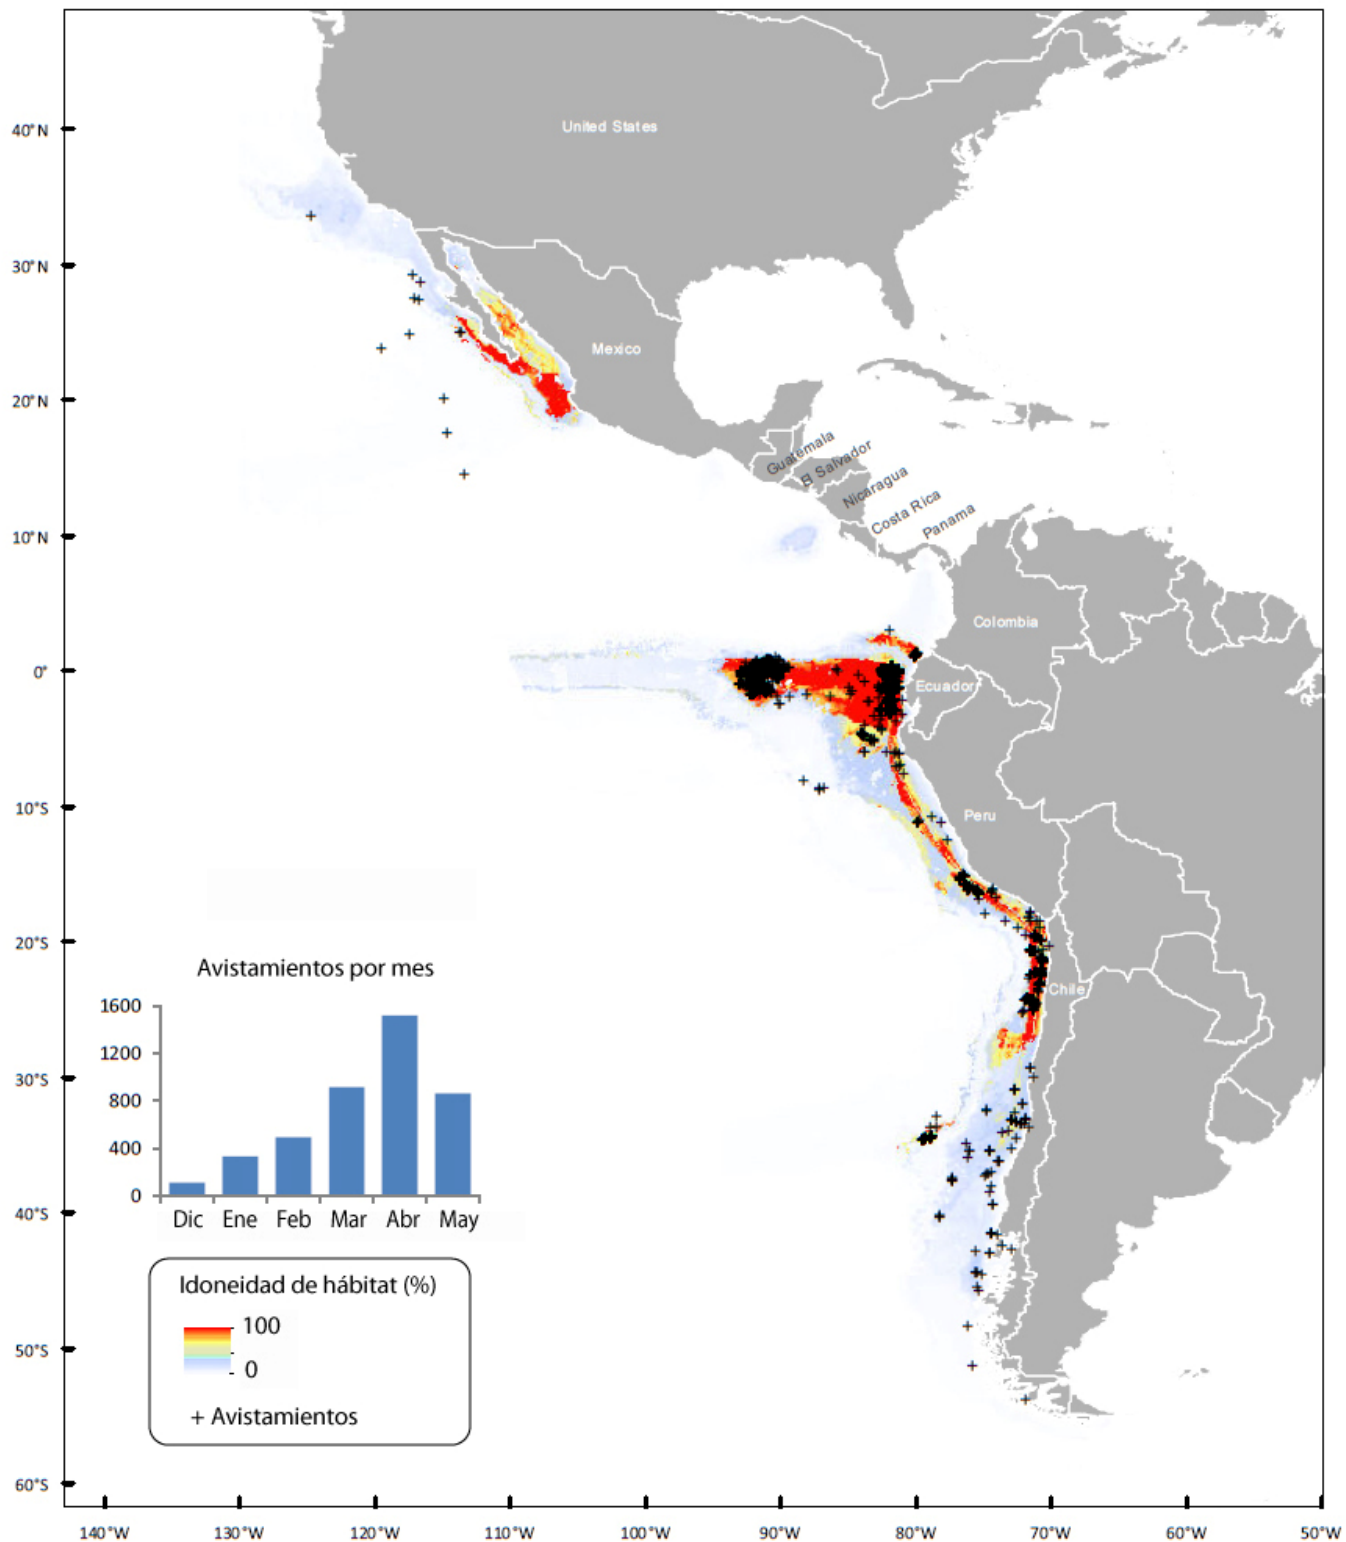 40°N
30°N
20°N
10°N
0°
10°S
20°S
30°S
40°S
50°S
60°S
United States
Mexico
Guatemala
El Salvador
Nicaragua
Costa Rica
Panama
Colombia
Ecuador
Peru
Chile
Avistamientos por mes
1600
1200
800
400
0
Dic Ene Feb Mar Abr May
Idoneidad de hábitat (%)
100
0
+ Avistamientos
140°W 130°W 120°W 110°W 100°W 90°W 80°W 70°W 60°W 50°W